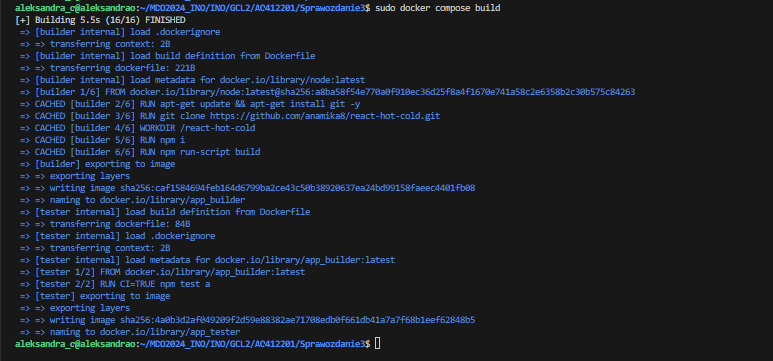 aleksandra_c@aleksandrao:~/MDO2024_INO/INO/GCL2/AO412201/Sprawozdanie3$ sudo docker compose build
[+] Building 5.5s (16/16) FINISHED
=> [builder internal] load .dockerignore
=> => transferring context: 2B
=> [builder internal] load build definition from Dockerfile
=> => transferring dockerfile: 221B
=> [builder internal] load metadata for docker.io/library/node:latest
=> [builder 1/6] FROM docker.io/library/node:latest@sha256:a8ba58f54e770a0f910ec36d25f8a4f1670e741a58c2e6358b2c30b575c84263
=> CACHED [builder 2/6] RUN apt-get update && apt-get install git -y
=> CACHED [builder 3/6] RUN git clone https://github.com/anamika8/react-hot-cold.git
=> CACHED [builder 4/6] WORKDIR /react-hot-cold
=> CACHED [builder 5/6] RUN npm i
=> CACHED [builder 6/6] RUN npm run-script build
=> [builder] exporting to image
=> => exporting layers
=> => writing image sha256:caf1584694feb164d6799ba2ce43c50b38920637ea24bd99158faeec4401fb08
=> => naming to docker.io/library/app_builder
=> [tester internal] load build definition from Dockerfile
=> => transferring dockerfile: 84B
=> [tester internal] load .dockerignore
=> => transferring context: 2B
=> [tester internal] load metadata for docker.io/library/app_builder:latest
=> [tester 1/2] FROM docker.io/library/app_builder:latest
=> [tester 2/2] RUN CI=TRUE npm test a
=> [tester] exporting to image
=> => exporting layers
=> => writing image sha256:4a0b3d2af049209f2d59e88382ae71708edb0f661db41a7a7f68b1eef62848b5
=> => naming to docker.io/library/app_tester
aleksandra_c@aleksandrao:~/MDO2024_INO/INO/GCL2/AO412201/Sprawozdanie3$